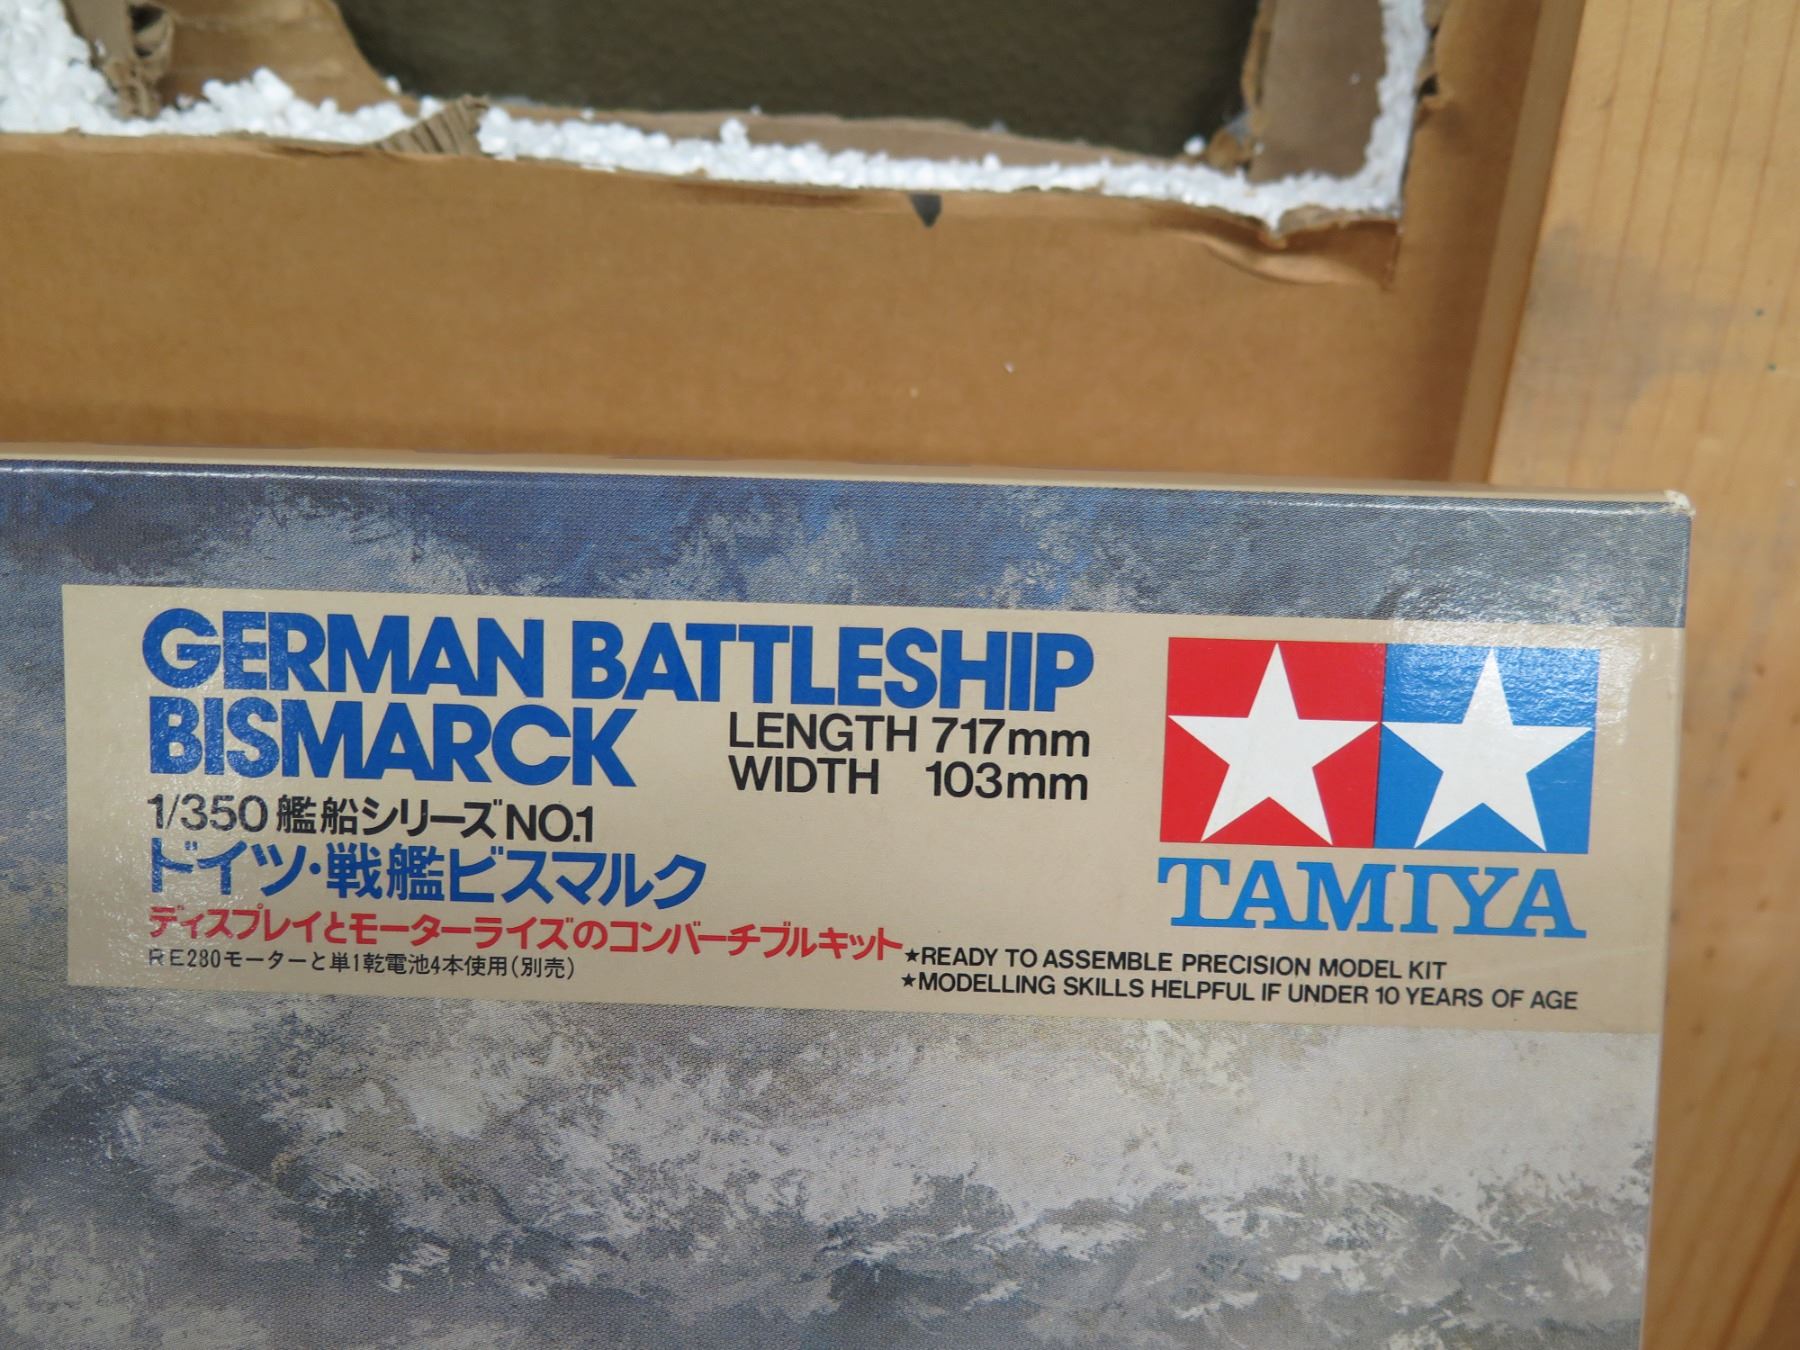 GERMAN BATTLESHIP
BISMARCK
LENGTH 717mm
WIDTH 103mm
1/350 艦船シリーズNO.1
ドイツ・戦艦ビスマルク
ディスプレイとモーターライズのコンバーチブルキット
RE280モーターと単1乾電池4本使用(別売)
TAMIYA
★READY TO ASSEMBLE PRECISION MODEL KIT
★MODELLING SKILLS HELPFUL IF UNDER 10 YEARS OF AGE